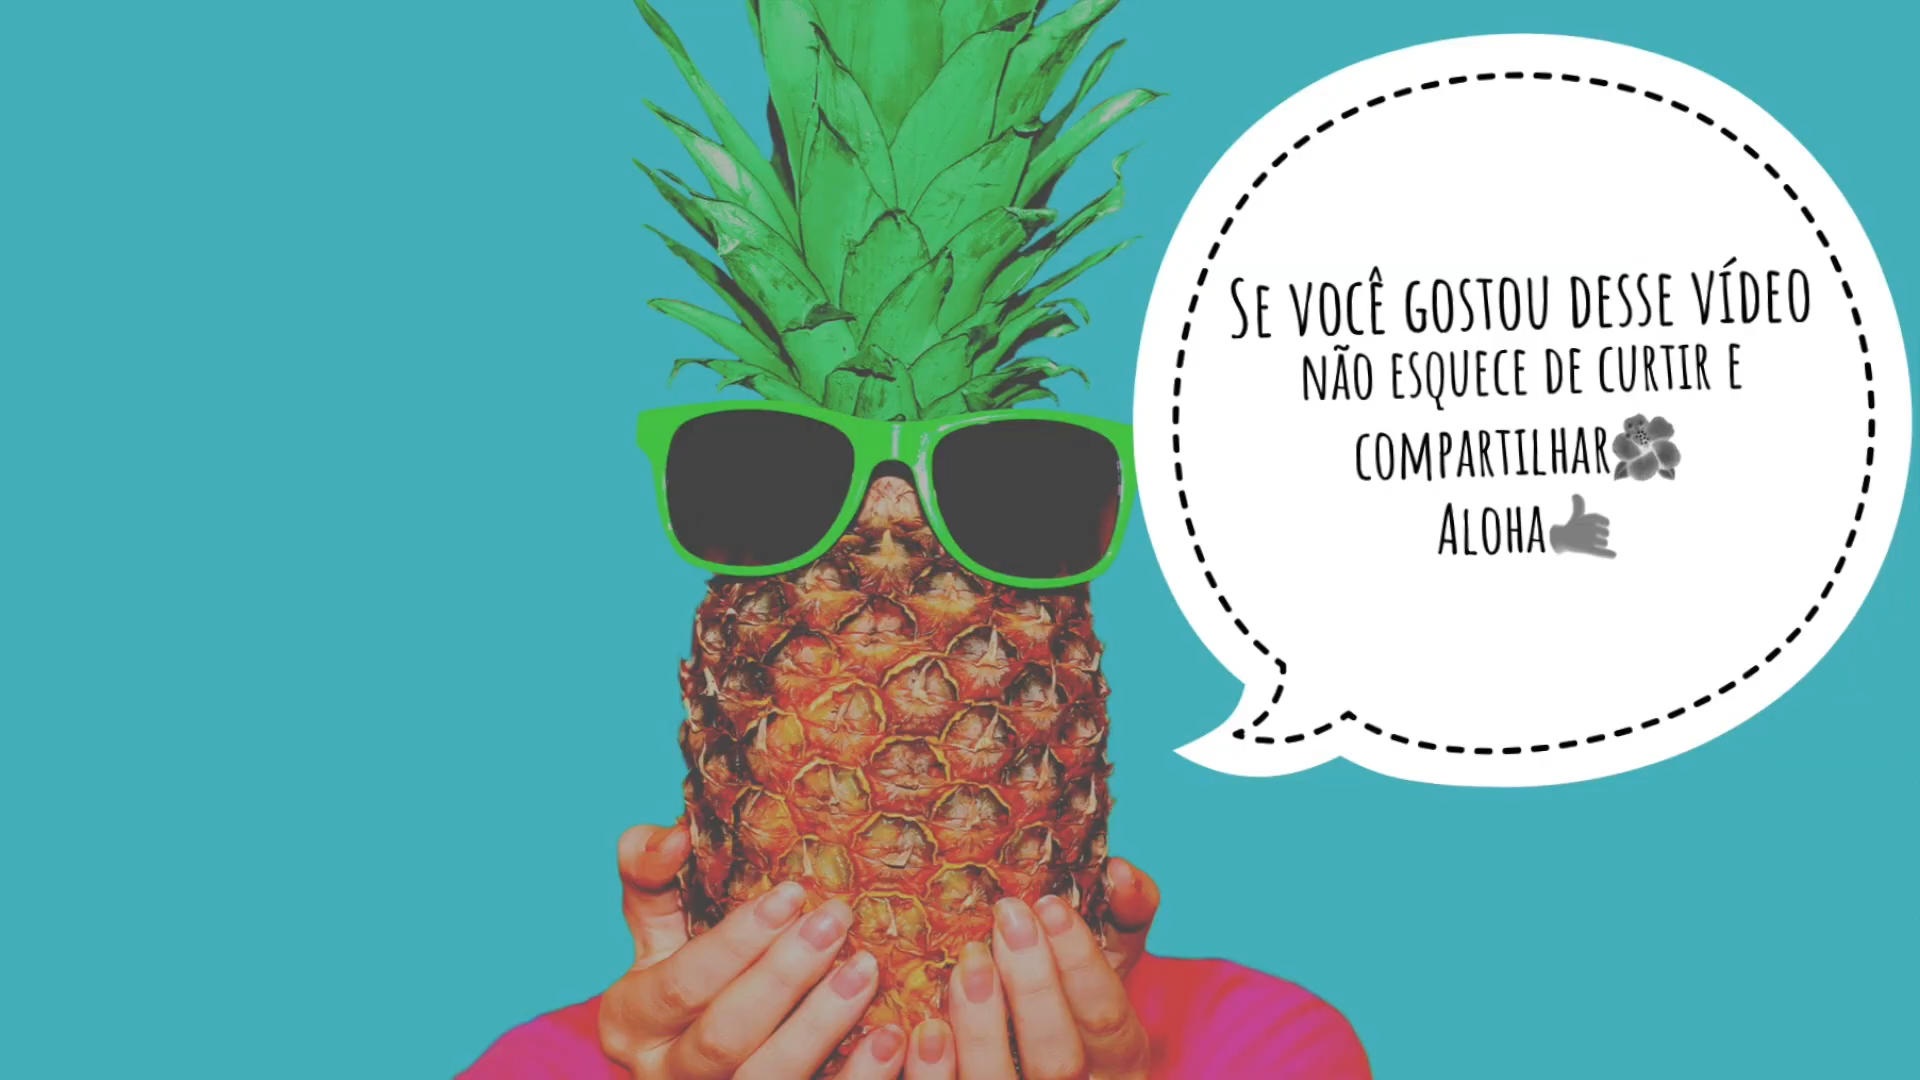 Se você gostou desse vídeo
não esquece de curtir e
compartilhar🌺
Aloha🤙